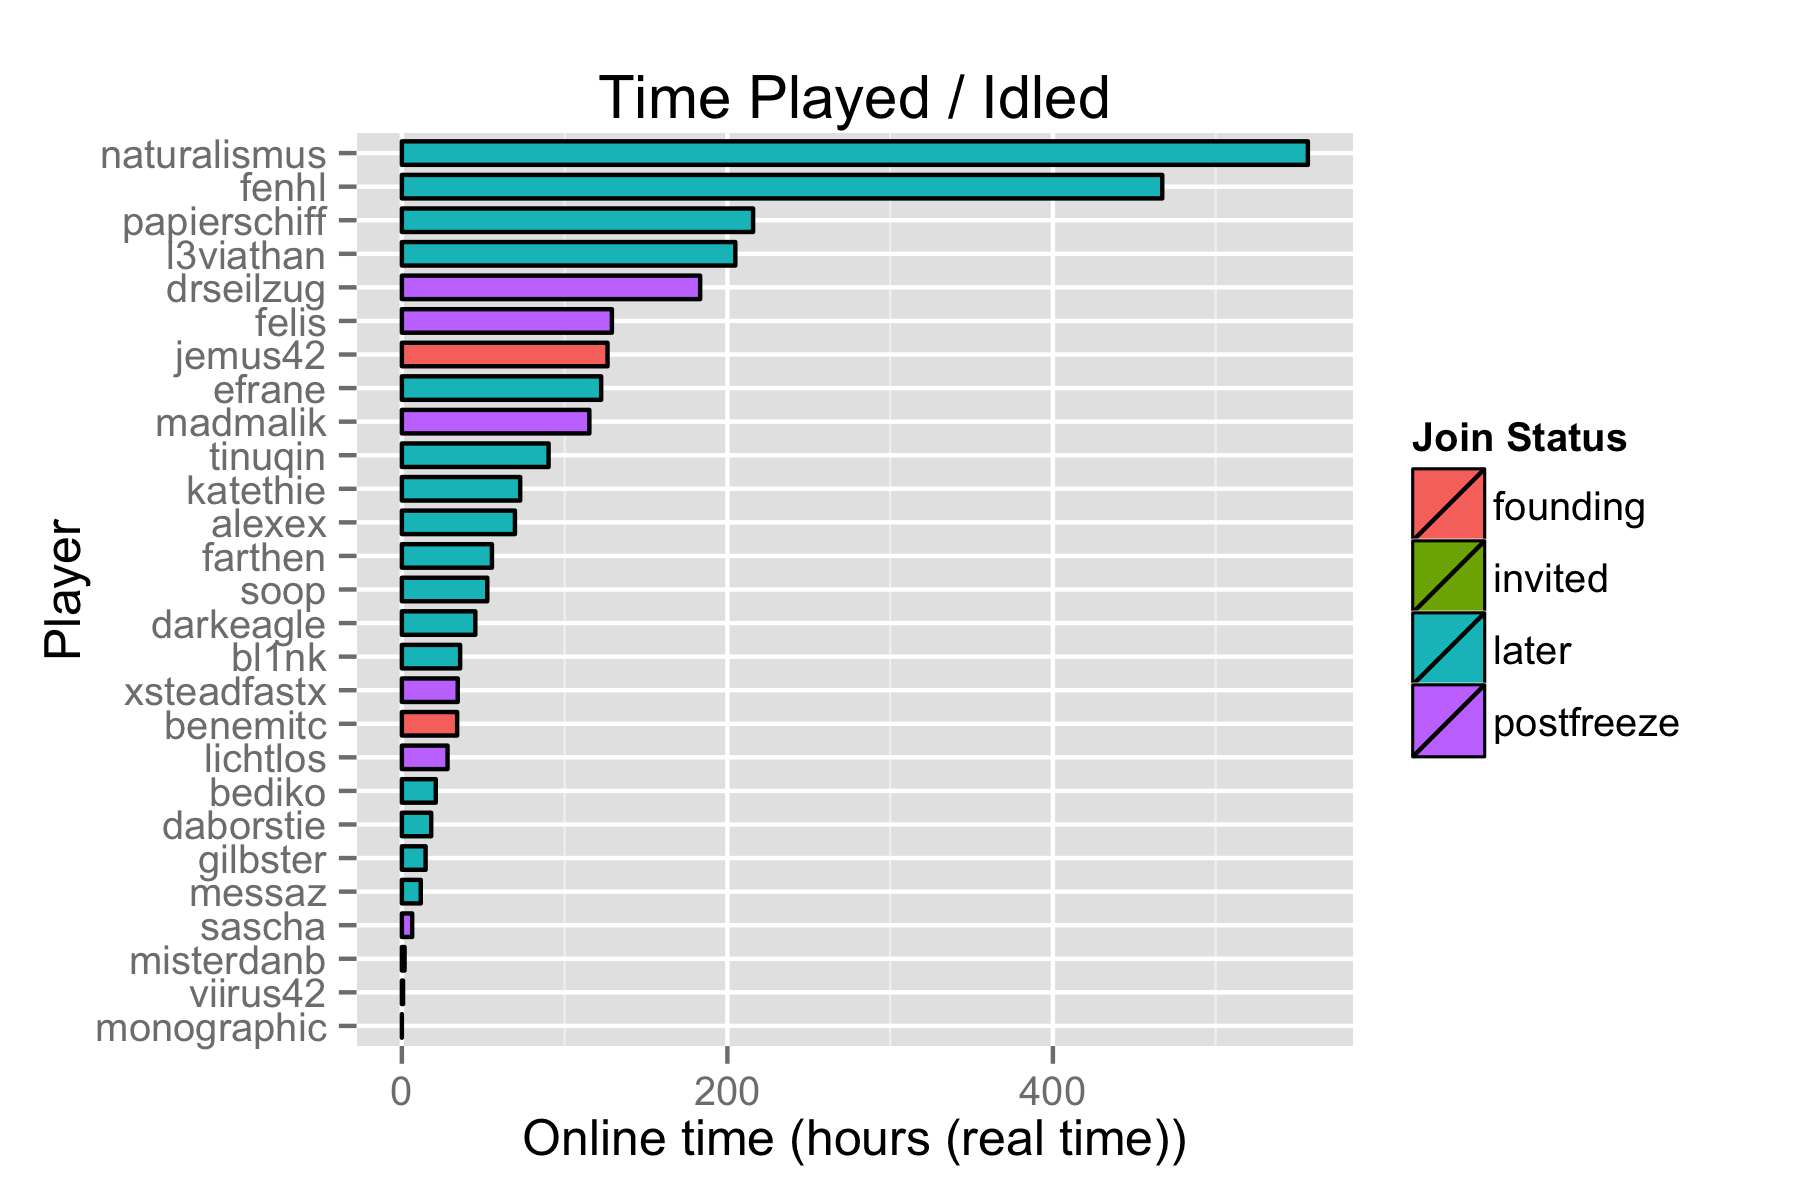 Time Played / Idled
naturalismus
fenhl
papierschiff
l3viathan
drseilzug
felis
jemus42
efrane
madmalik
tinuqin
katethie
alexex
farthen
soop
darkeagle
bl1nk
xsteadfastx
benemitc
lichtlos
bediko
daborstie
gilbster
messaz
sascha
misterdanb
viirus42
monographic
Player
0 200 400
Online time (hours (real time))
Join Status
founding
invited
later
postfreeze